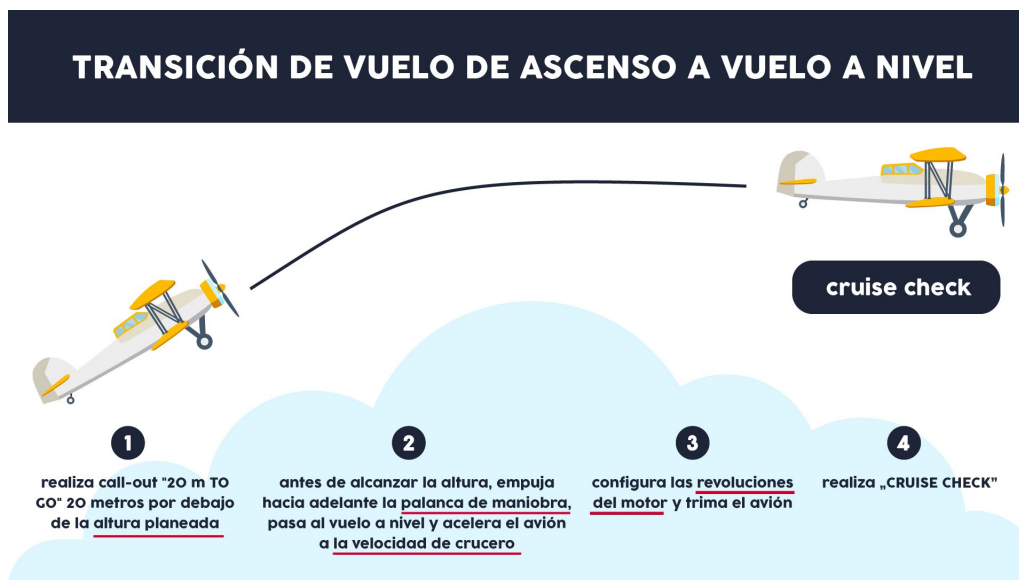 TRANSICIÓN DE VUELO DE ASCENSO A VUELO A NIVEL
cruise check
1
realiza call-out "20 m TO
GO" 20 metros por debajo
de la altura planeada
2
antes de alcanzar la altura, empuja
hacia adelante la palanca de maniobra,
pasa al vuelo a nivel y acelera el avión
a la velocidad de crucero
3
configura las revoluciones
del motor y trima el avión
4
realiza „CRUISE CHECK”